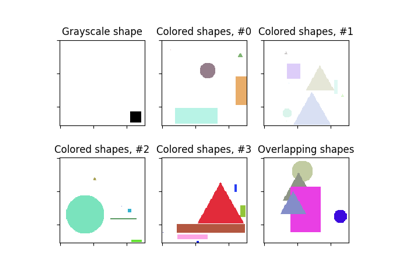 Grayscale shape
Colored shapes, #0
Colored shapes, #1
Colored shapes, #2
Colored shapes, #3
Overlapping shapes